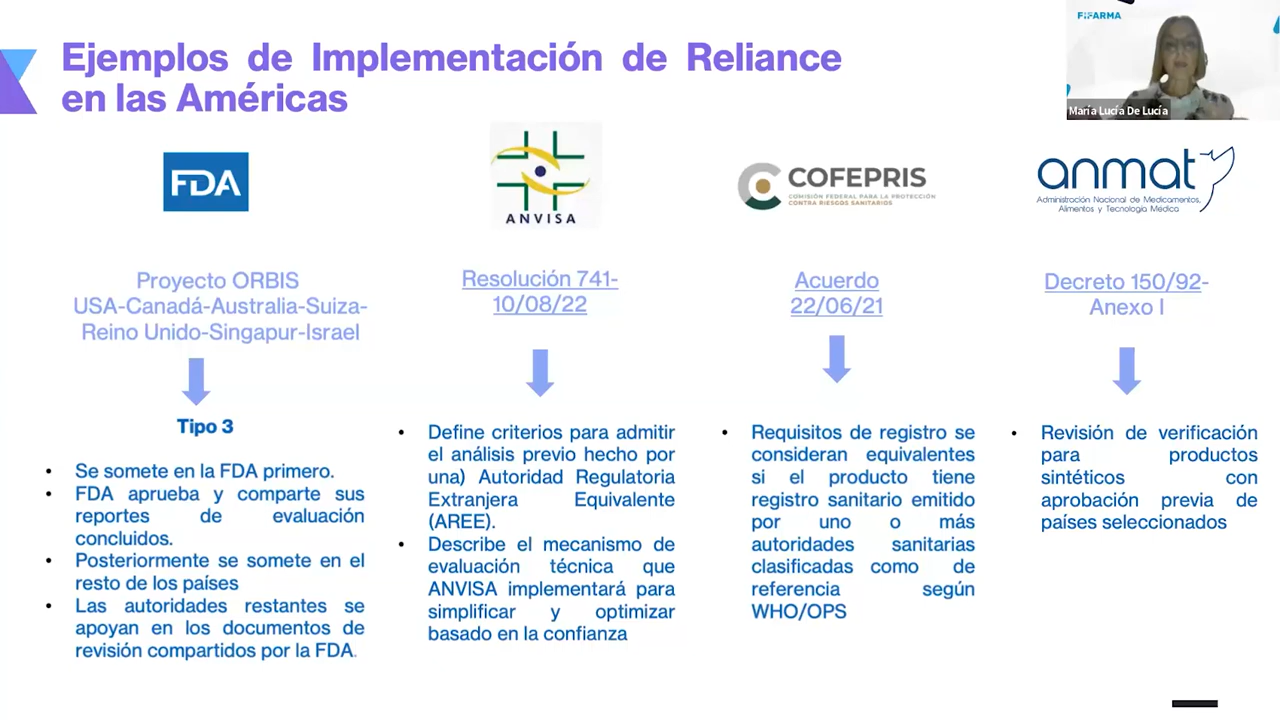 Ejemplos de Implementación de Reliance
en las Américas
FIFARMA
María Lucía De Lucía
FDA
ANVISA
COFEPRIS
COMISIÓN FEDERAL PARA LA PROTECCIÓN
CONTRA RIESGOS SANITARIOS
anmat
Administración Nacional de Medicamentos,
Alimentos y Tecnología Médica
Proyecto ORBIS
USA-Canadá-Australia-Suiza-
Reino Unido-Singapur-Israel
Resolución 741-
10/08/22
Acuerdo
22/06/21
Decreto 150/92-
Anexo I
Tipo 3
• Se somete en la FDA primero.
• FDA aprueba y comparte sus
reportes de evaluación
concluidos.
• Posteriormente se somete en el
resto de los países
• Las autoridades restantes se
apoyan en los documentos de
revisión compartidos por la FDA.
• Define criterios para admitir
el análisis previo hecho por
una) Autoridad Regulatoria
Extranjera Equivalente
(AREE).
• Describe el mecanismo de
evaluación técnica que
ANVISA implementará para
simplificar y optimizar
basado en la confianza
• Requisitos de registro se
consideran equivalentes
si el producto tiene
registro sanitario emitido
por uno o más
autoridades sanitarias
clasificadas como de
referencia según
WHO/OPS
• Revisión de verificación
para productos
sintéticos con
aprobación previa de
países seleccionados